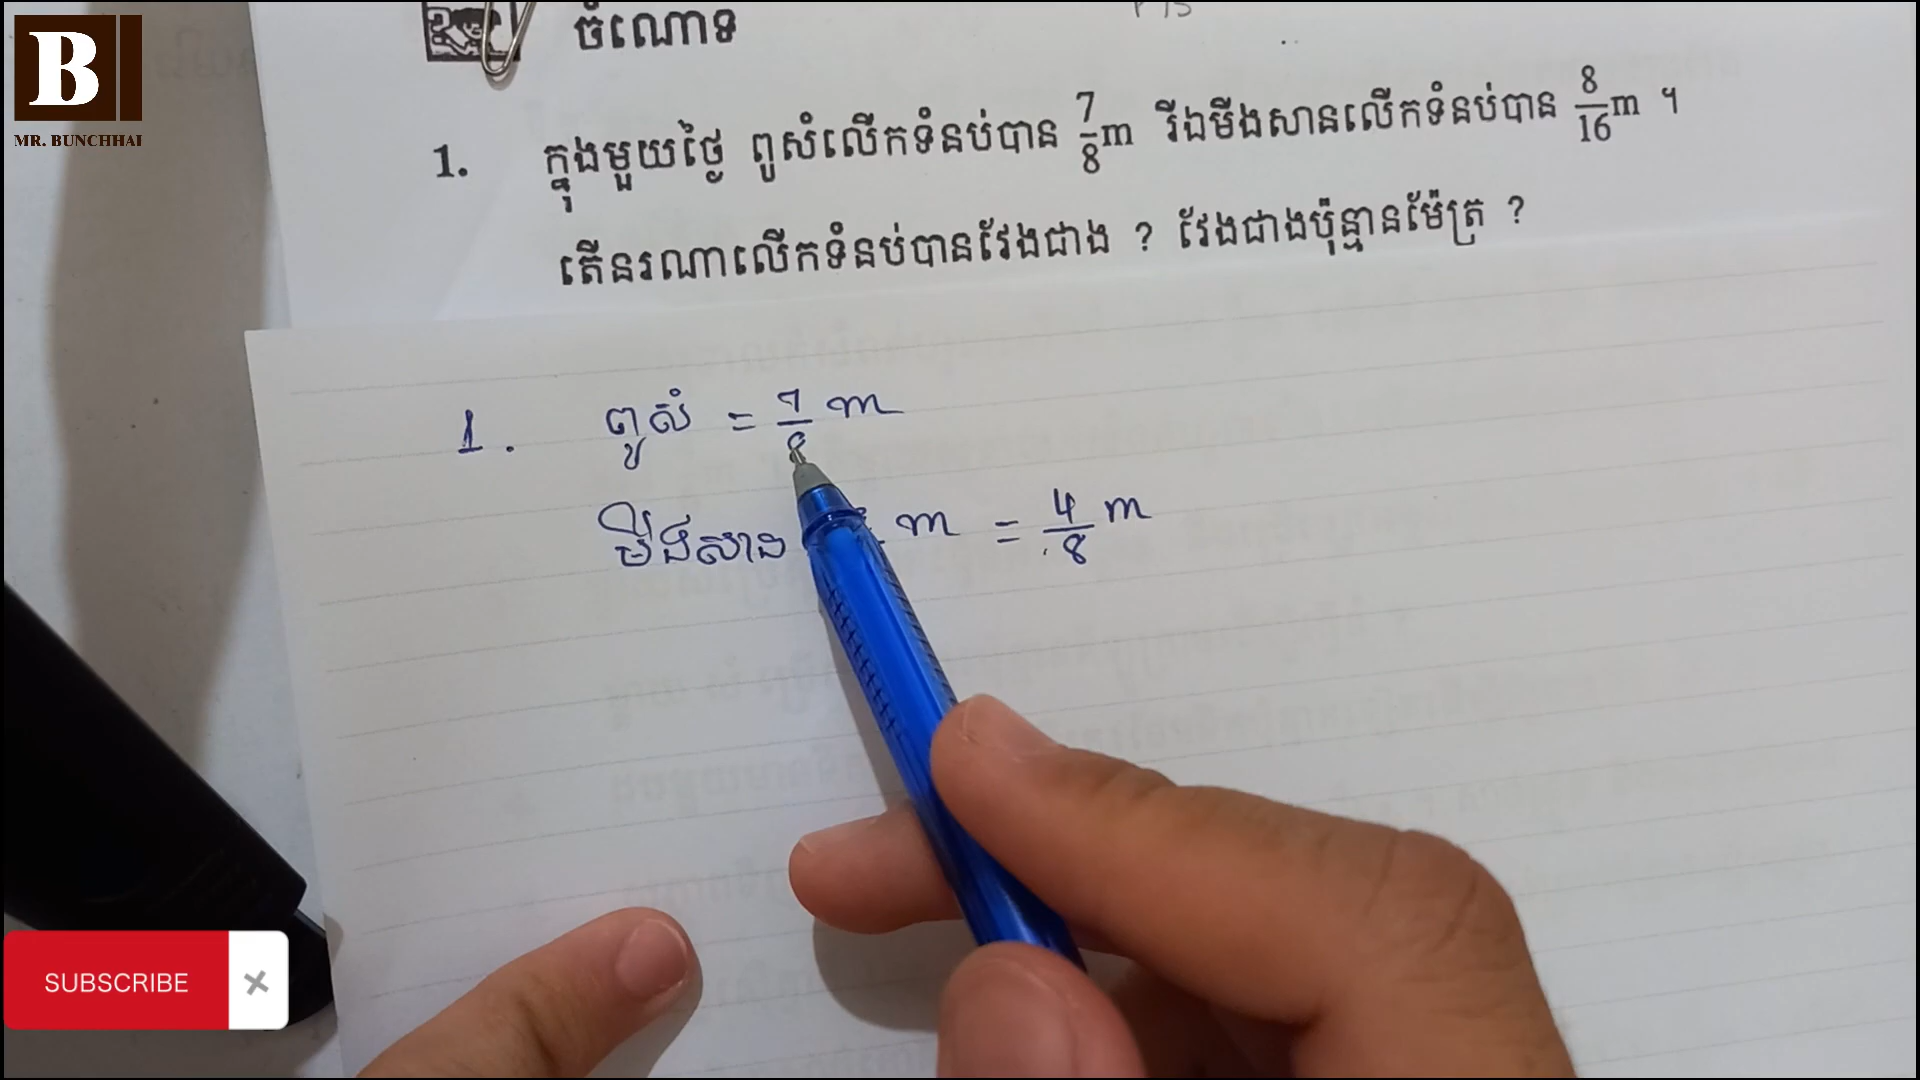 B
MR. BUNCHHAI
ចំណោទ
1. ក្នុងមួយថ្ងៃ ពូសំលើកទំនប់បាន 7/8 m រីឯមីងសានលើកទំនប់បាន 8/16 m ។
តើនរណាលើកទំនប់បានវែងជាង ? វែងជាងប៉ុន្មានម៉ែត្រ ?
1. ពូសំ = 7/8 m
មីងសាន m = 4/8 m
SUBSCRIBE